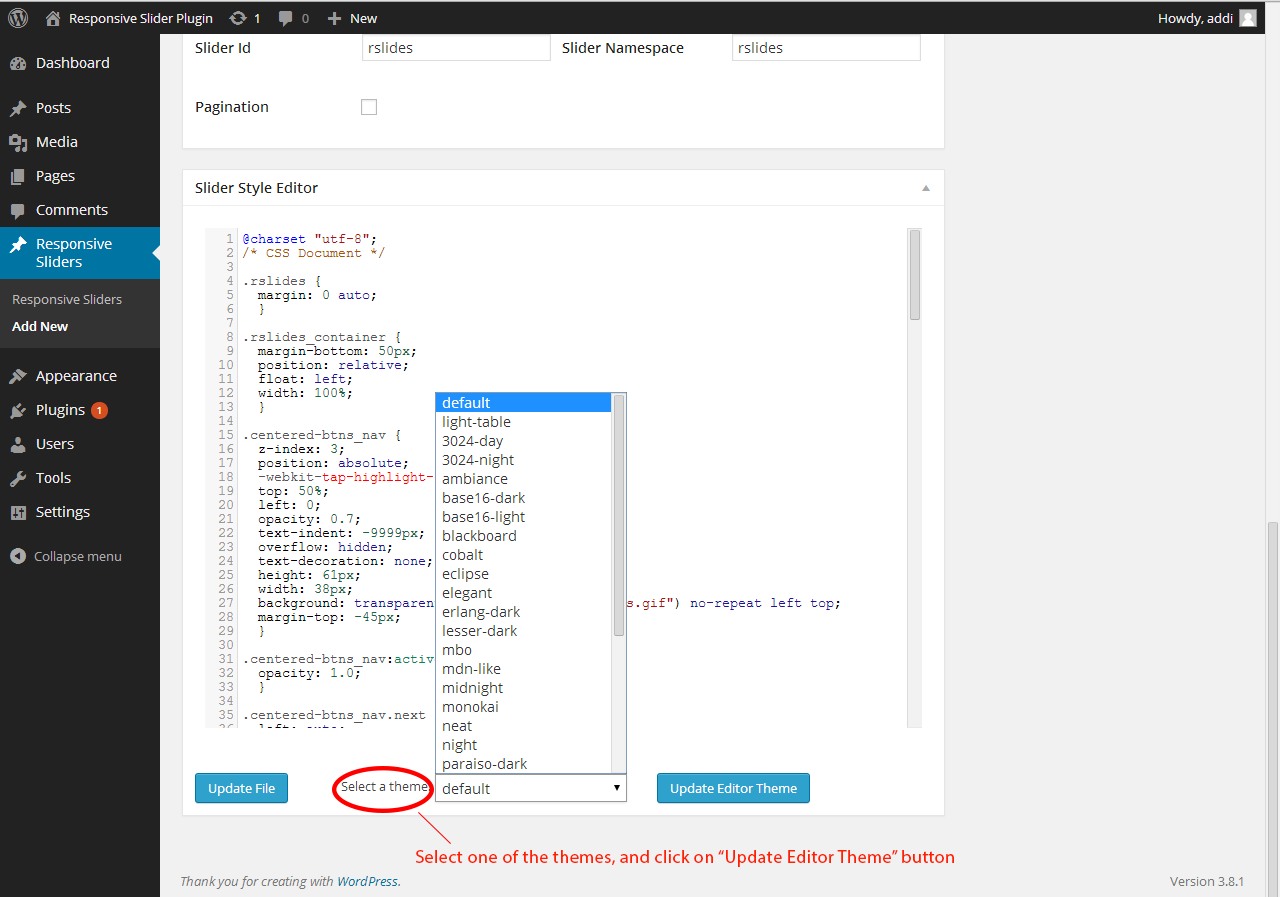 Responsive Slider Plugin 1 0 New Howdy, addi
Dashboard
Posts
Media
Pages
Comments
Responsive
Sliders
Responsive Sliders
Add New
Appearance
Plugins 1
Users
Tools
Settings
Collapse menu
Slider Id rslides Slider Namespace rslides
Pagination
Slider Style Editor
1 @charset "utf-8";
2 /* CSS Document */
3
4 .rslides {
5 margin: 0 auto;
6 }
7
8 .rslides_container {
9 margin-bottom: 50px;
10 position: relative;
11 float: left;
12 width: 100%;
13 }
14
15 .centered-btns_nav {
16 z-index: 3;
17 position: absolute;
18 -webkit-tap-highlight-
19 top: 50%;
20 left: 0;
21 opacity: 0.7;
22 text-indent: -9999px;
23 overflow: hidden;
24 text-decoration: none;
25 height: 61px;
26 width: 38px;
27 background: transparen s.gif") no-repeat left top;
28 margin-top: -45px;
29 }
30
31 .centered-btns_nav:activ
32 opacity: 1.0;
33 }
34
35 .centered-btns_nav.next
default
light-table
3024-day
3024-night
ambiance
base16-dark
base16-light
blackboard
cobalt
eclipse
elegant
erlang-dark
lesser-dark
mbo
mdn-like
midnight
monokai
neat
night
paraiso-dark
Update File Select a theme default Update Editor Theme
Select one of the themes, and click on “Update Editor Theme” button
Thank you for creating with WordPress. Version 3.8.1